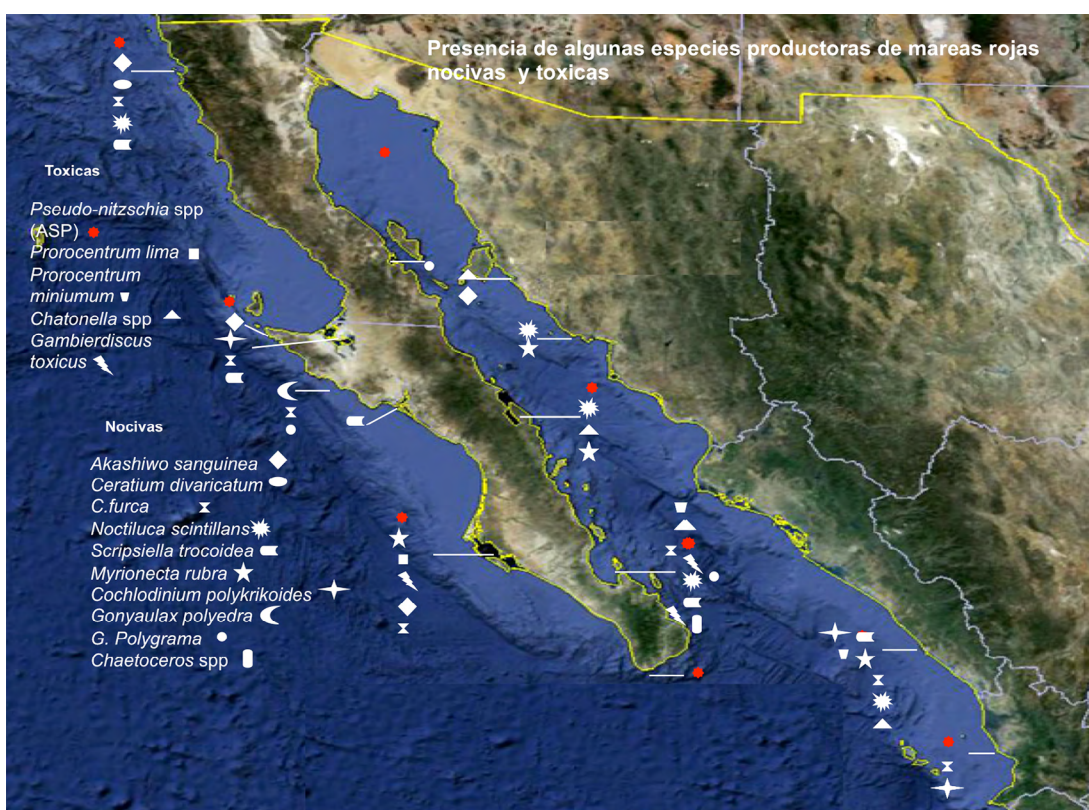 Presencia de algunas especies productoras de mareas rojas
nocivas y toxicas
Toxicas
Pseudo-nitzschia spp
(ASP)
Prorocentrum lima
Prorocentrum
miniumum
Chatonella spp
Gambierdiscus
toxicus
Nocivas
Akashiwo sanguinea
Ceratium divaricatum
C.furca
Noctiluca scintillans
Scripsiella trocoidea
Myrionecta rubra
Cochlodinium polykrikoides
Gonyaulax polyedra
G. Polygrama
Chaetoceros spp